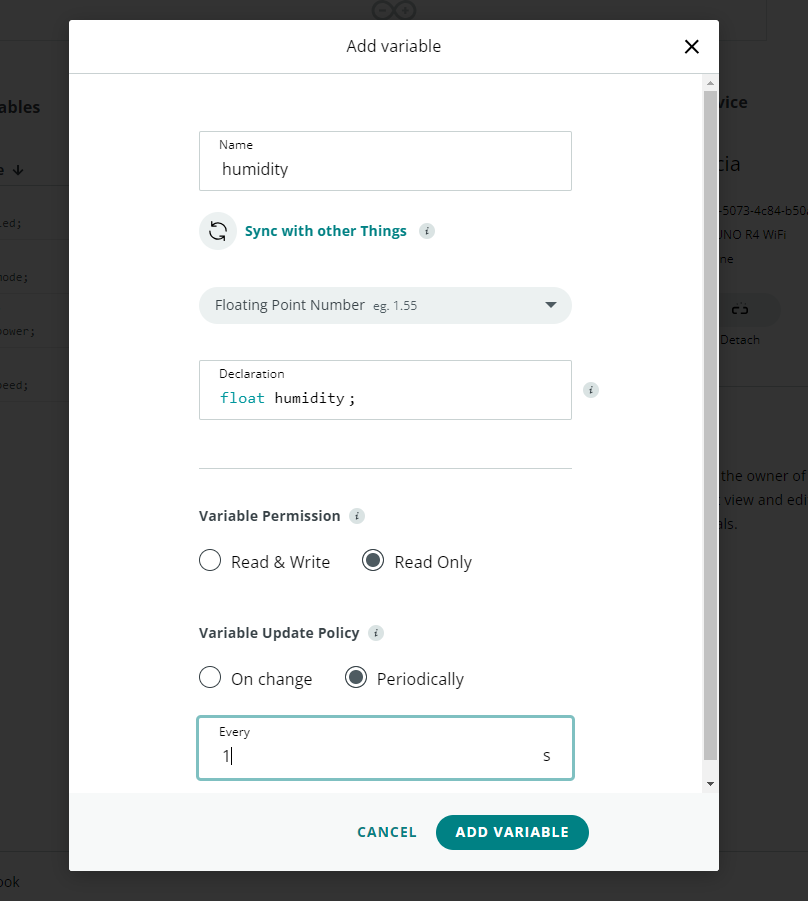 Add variable
ables
vice
Name
humidity
cia
e
-5073-4c84-b50
led;
Sync with other Things
i
UNO R4 WiFi
ne
mode;
Floating Point Number eg. 1.55
power;
Detach
Declaration
float humidity;
i
peed;
the owner of
view and edi
als.
Variable Permission
i
Read & Write
Read Only
Variable Update Policy
i
On change
Periodically
Every
1
s
CANCEL
ADD VARIABLE
ook